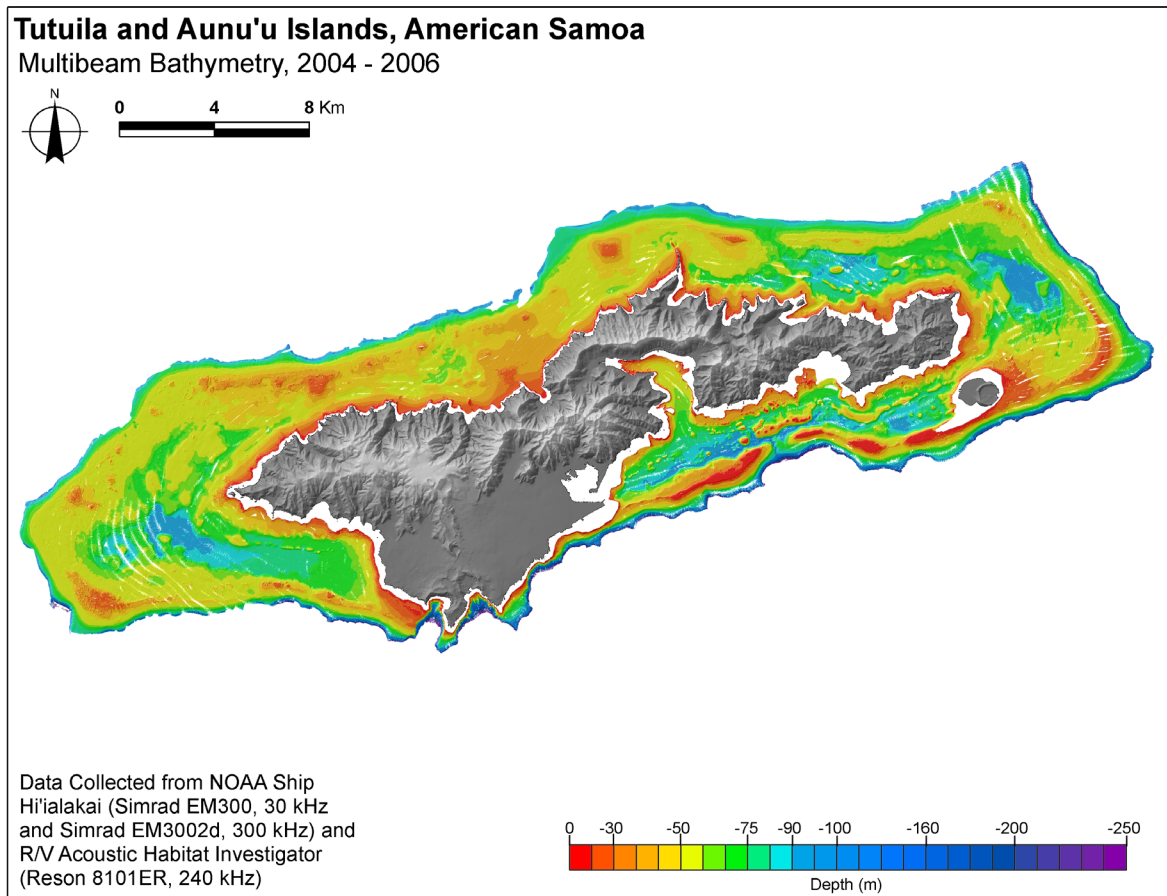 Tutuila and Aunu'u Islands, American Samoa
Multibeam Bathymetry, 2004 - 2006
N
0 4 8 Km
Data Collected from NOAA Ship
Hi'ialakai (Simrad EM300, 30 kHz
and Simrad EM3002d, 300 kHz) and
R/V Acoustic Habitat Investigator
(Reson 8101ER, 240 kHz)
0 -30 -50 -75 -90 -100 -160 -200 -250
Depth (m)